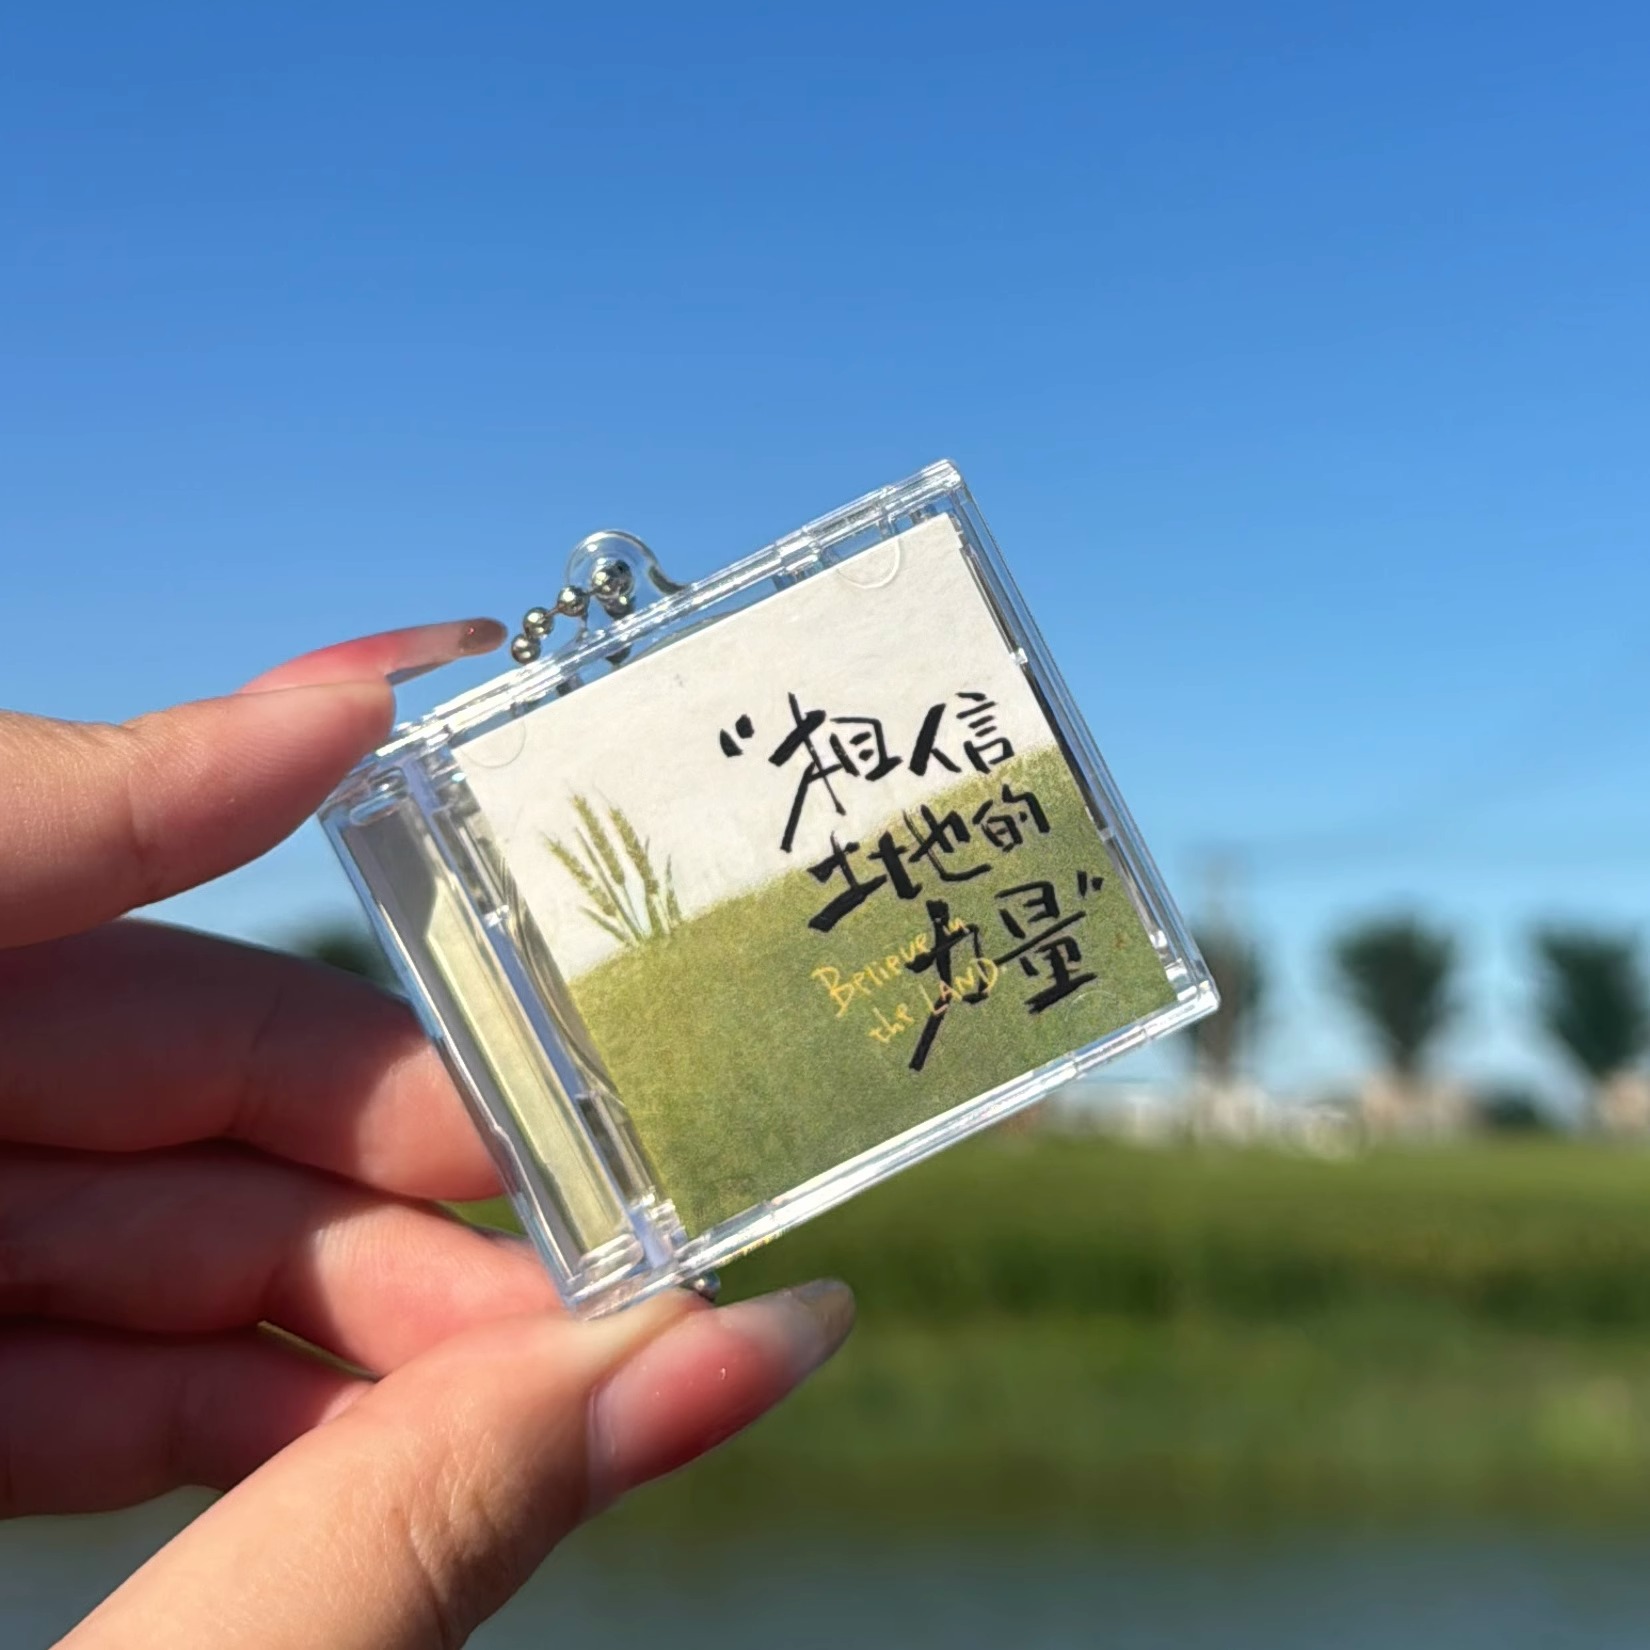 “相信
土地的
力量”
Believe in
the LAND